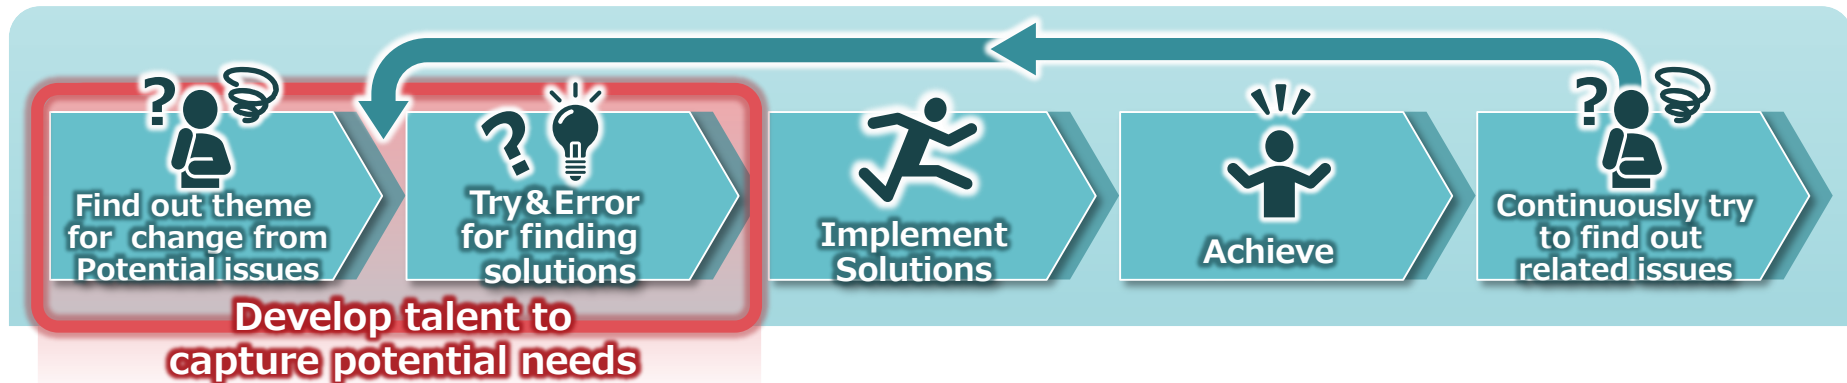 Find out theme
for change from
Potential issues
Try&Error
for finding
solutions
Implement
Solutions
Achieve
Continuously try
to find out
related issues
Develop talent to
capture potential needs